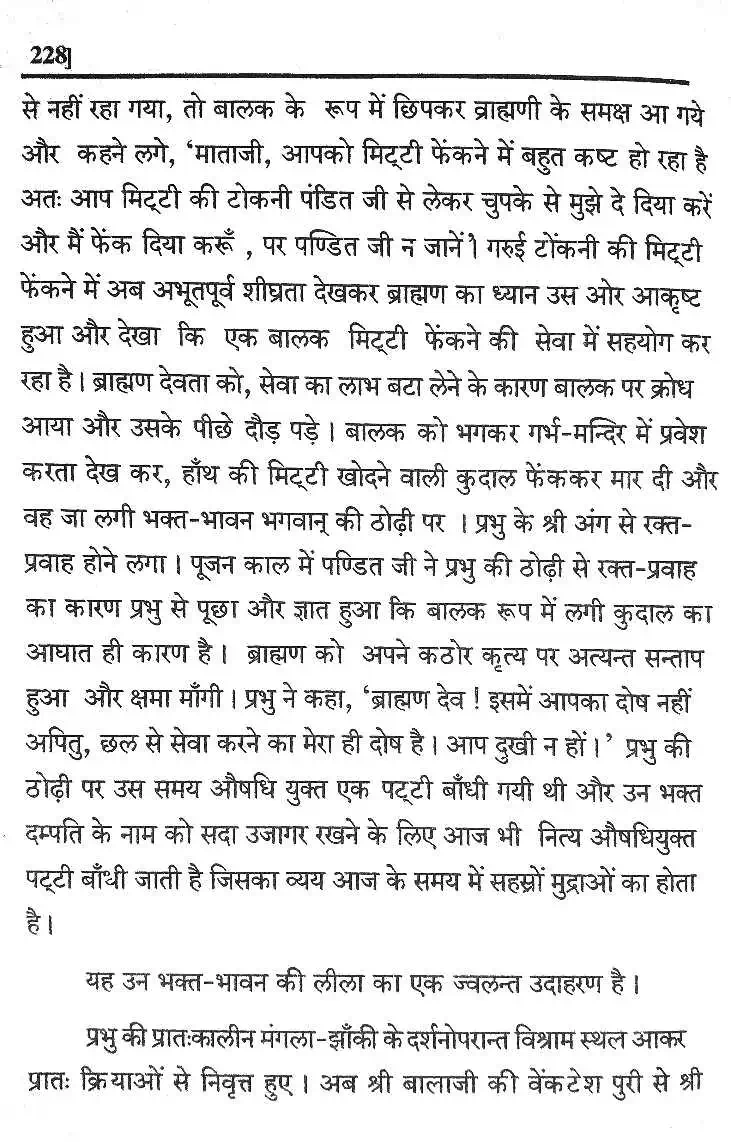 228]
से नहीं रहा गया, तो बालक के रूप में छिपकर ब्राह्मणी के समक्ष आ गये
और कहने लगे, ‘माताजी, आपको मिट्टी फेंकने में बहुत कष्ट हो रहा है
अतः आप मिट्टी की टोकनी पंडित जी से लेकर चुपके से मुझे दे दिया करें
और मैं फेंक दिया करूँ , पर पण्डित जी न जानें। गरुई टोंकनी की मिट्टी
फेंकने में अब अभूतपूर्व शीघ्रता देखकर ब्राह्मण का ध्यान उस ओर आकृष्ट
हुआ और देखा कि एक बालक मिट्टी फेंकने की सेवा में सहयोग कर
रहा है। ब्राह्मण देवता को, सेवा का लाभ बटा लेने के कारण बालक पर क्रोध
आया और उसके पीछे दौड़ पड़े। बालक को भगकर गर्भ-मन्दिर में प्रवेश
करता देख कर, हाँथ की मिट्टी खोदने वाली कुदाल फेंककर मार दी और
वह जा लगी भक्त-भावन भगवान् की ठोढ़ी पर । प्रभु के श्री अंग से रक्त-
प्रवाह होने लगा। पूजन काल में पण्डित जी ने प्रभु की ठोढ़ी से रक्त-प्रवाह
का कारण प्रभु से पूछा और ज्ञात हुआ कि बालक रूप में लगी कुदाल का
आघात ही कारण है। ब्राह्मण को अपने कठोर कृत्य पर अत्यन्त सन्ताप
हुआ और क्षमा माँगी। प्रभु ने कहा, ‘ब्राह्मण देव ! इसमें आपका दोष नहीं
अपितु, छल से सेवा करने का मेरा ही दोष है। आप दुखी न हों।’ प्रभु की
ठोढ़ी पर उस समय औषधि युक्त एक पट्टी बाँधी गयी थी और उन भक्त
दम्पति के नाम को सदा उजागर रखने के लिए आज भी नित्य औषधियुक्त
पट्टी बाँधी जाती है जिसका व्यय आज के समय में सहस्रों मुद्राओं का होता
है।
यह उन भक्त-भावन की लीला का एक ज्वलन्त उदाहरण है।
प्रभु की प्रातःकालीन मंगला-झाँकी के दर्शनोपरान्त विश्राम स्थल आकर
प्रातः क्रियाओं से निवृत्त हुए। अब श्री बालाजी की वेंकटेश पुरी से श्री